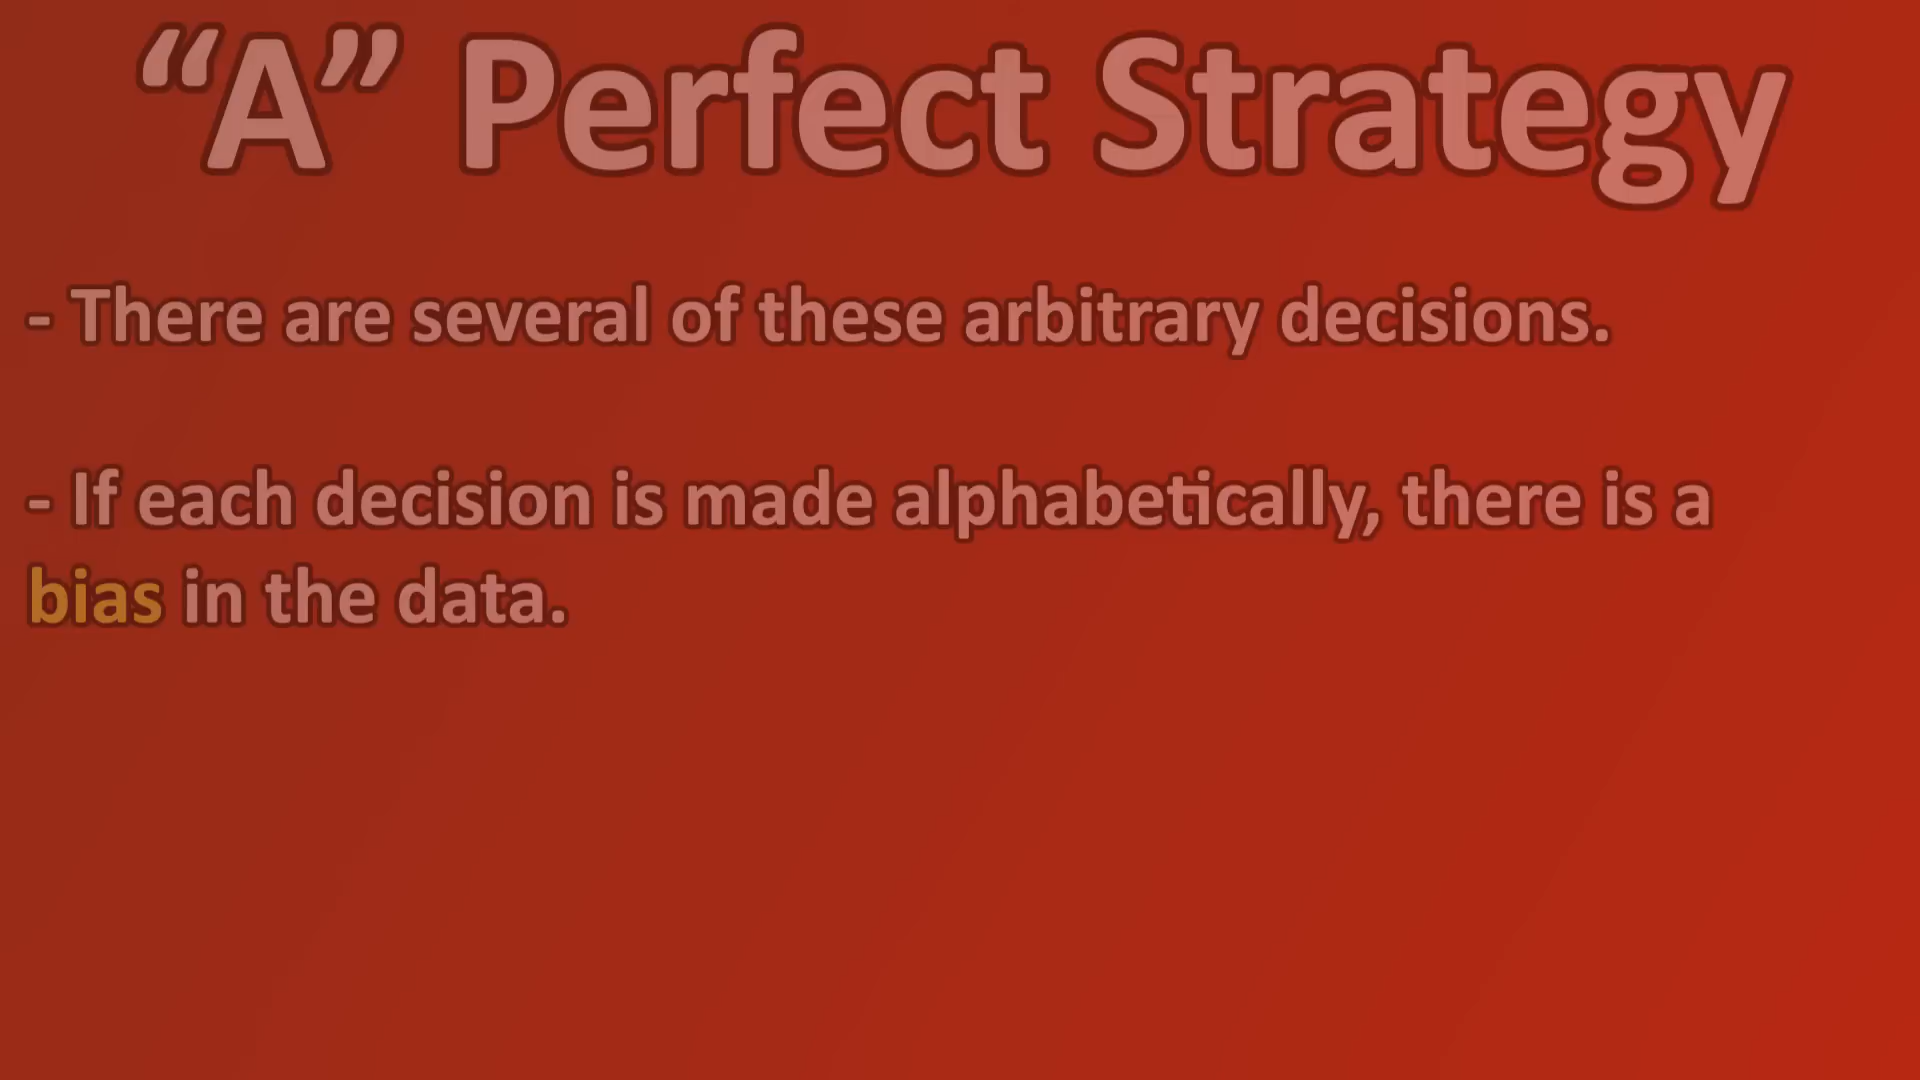 “A” Perfect Strategy
- There are several of these arbitrary decisions.
- If each decision is made alphabetically, there is a
bias in the data.